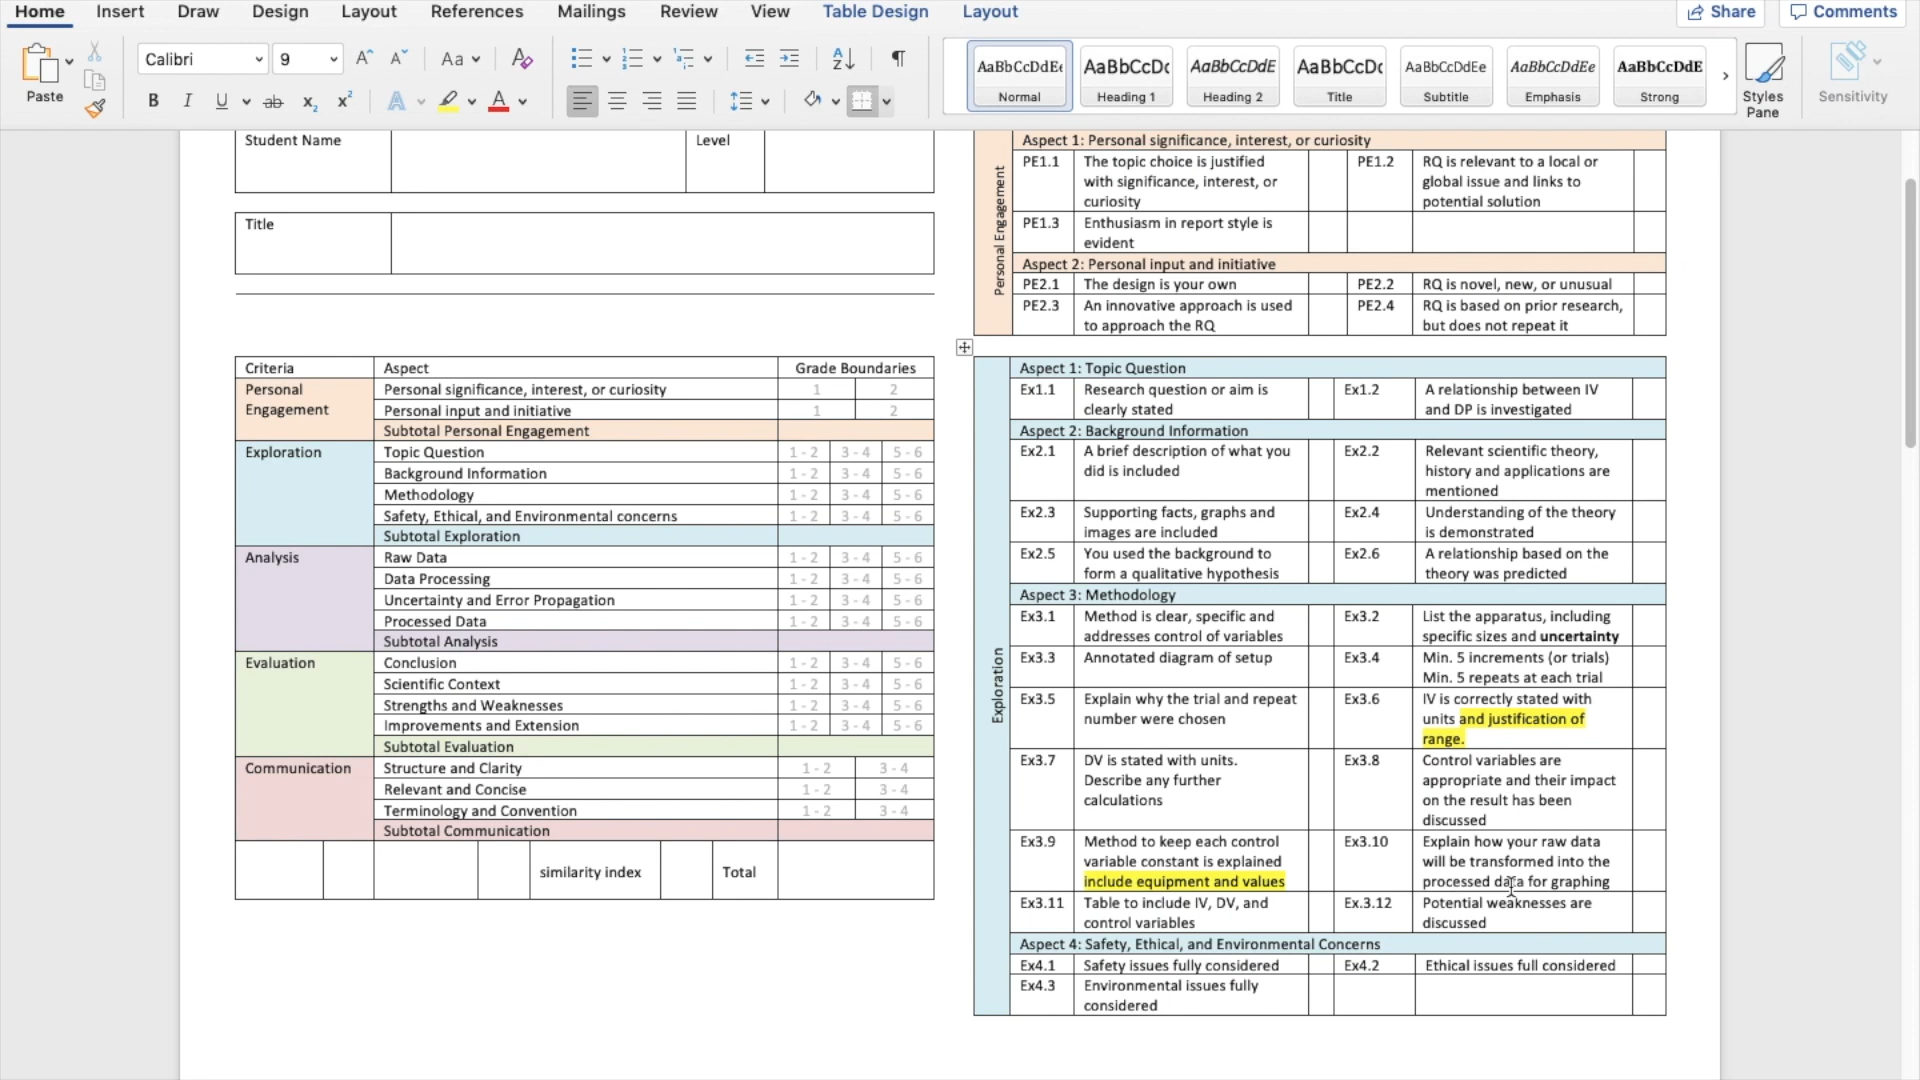 Home Insert Draw Design Layout References Mailings Review View Table Design Layout Share Comments
Paste
Calibri 9
AaBbCcDdEe AaBbCcDc AaBbCcDdE AaBbCcDc AaBbCcDdEe AaBbCcDdEe AaBbCcDdE
Normal Heading 1 Heading 2 Title Subtitle Emphasis Strong
Styles
Pane
Sensitivity
Student Name Level
Title
Criteria Aspect Grade Boundaries
Personal
Engagement
Personal significance, interest, or curiosity 1 2
Personal input and initiative 1 2
Subtotal Personal Engagement
Exploration Topic Question 1 - 2 3 - 4 5 - 6
Background Information 1 - 2 3 - 4 5 - 6
Methodology 1 - 2 3 - 4 5 - 6
Safety, Ethical, and Environmental concerns 1 - 2 3 - 4 5 - 6
Subtotal Exploration
Analysis Raw Data 1 - 2 3 - 4 5 - 6
Data Processing 1 - 2 3 - 4 5 - 6
Uncertainty and Error Propagation 1 - 2 3 - 4 5 - 6
Processed Data 1 - 2 3 - 4 5 - 6
Subtotal Analysis
Evaluation Conclusion 1 - 2 3 - 4 5 - 6
Scientific Context 1 - 2 3 - 4 5 - 6
Strengths and Weaknesses 1 - 2 3 - 4 5 - 6
Improvements and Extension 1 - 2 3 - 4 5 - 6
Subtotal Evaluation
Communication Structure and Clarity 1 - 2 3 - 4
Relevant and Concise 1 - 2 3 - 4
Terminology and Convention 1 - 2 3 - 4
Subtotal Communication
similarity index Total
Personal Engagement
Aspect 1: Personal significance, interest, or curiosity
PE1.1 The topic choice is justified
with significance, interest, or
curiosity
PE1.2 RQ is relevant to a local or
global issue and links to
potential solution
PE1.3 Enthusiasm in report style is
evident
Aspect 2: Personal input and initiative
PE2.1 The design is your own
PE2.2 RQ is novel, new, or unusual
PE2.3 An innovative approach is used
to approach the RQ
PE2.4 RQ is based on prior research,
but does not repeat it
Exploration
Aspect 1: Topic Question
Ex1.1 Research question or aim is
clearly stated
Ex1.2 A relationship between IV
and DP is investigated
Aspect 2: Background Information
Ex2.1 A brief description of what you
did is included
Ex2.2 Relevant scientific theory,
history and applications are
mentioned
Ex2.3 Supporting facts, graphs and
images are included
Ex2.4 Understanding of the theory
is demonstrated
Ex2.5 You used the background to
form a qualitative hypothesis
Ex2.6 A relationship based on the
theory was predicted
Aspect 3: Methodology
Ex3.1 Method is clear, specific and
addresses control of variables
Ex3.2 List the apparatus, including
specific sizes and uncertainty
Ex3.3 Annotated diagram of setup
Ex3.4 Min. 5 increments (or trials)
Min. 5 repeats at each trial
Ex3.5 Explain why the trial and repeat
number were chosen
Ex3.6 IV is correctly stated with
units and justification of
range.
Ex3.7 DV is stated with units.
Describe any further
calculations
Ex3.8 Control variables are
appropriate and their impact
on the result has been
discussed
Ex3.9 Method to keep each control
variable constant is explained
include equipment and values
Ex3.10 Explain how your raw data
will be transformed into the
processed data for graphing
Ex3.11 Table to include IV, DV, and
control variables
Ex.3.12 Potential weaknesses are
discussed
Aspect 4: Safety, Ethical, and Environmental Concerns
Ex4.1 Safety issues fully considered
Ex4.2 Ethical issues full considered
Ex4.3 Environmental issues fully
considered